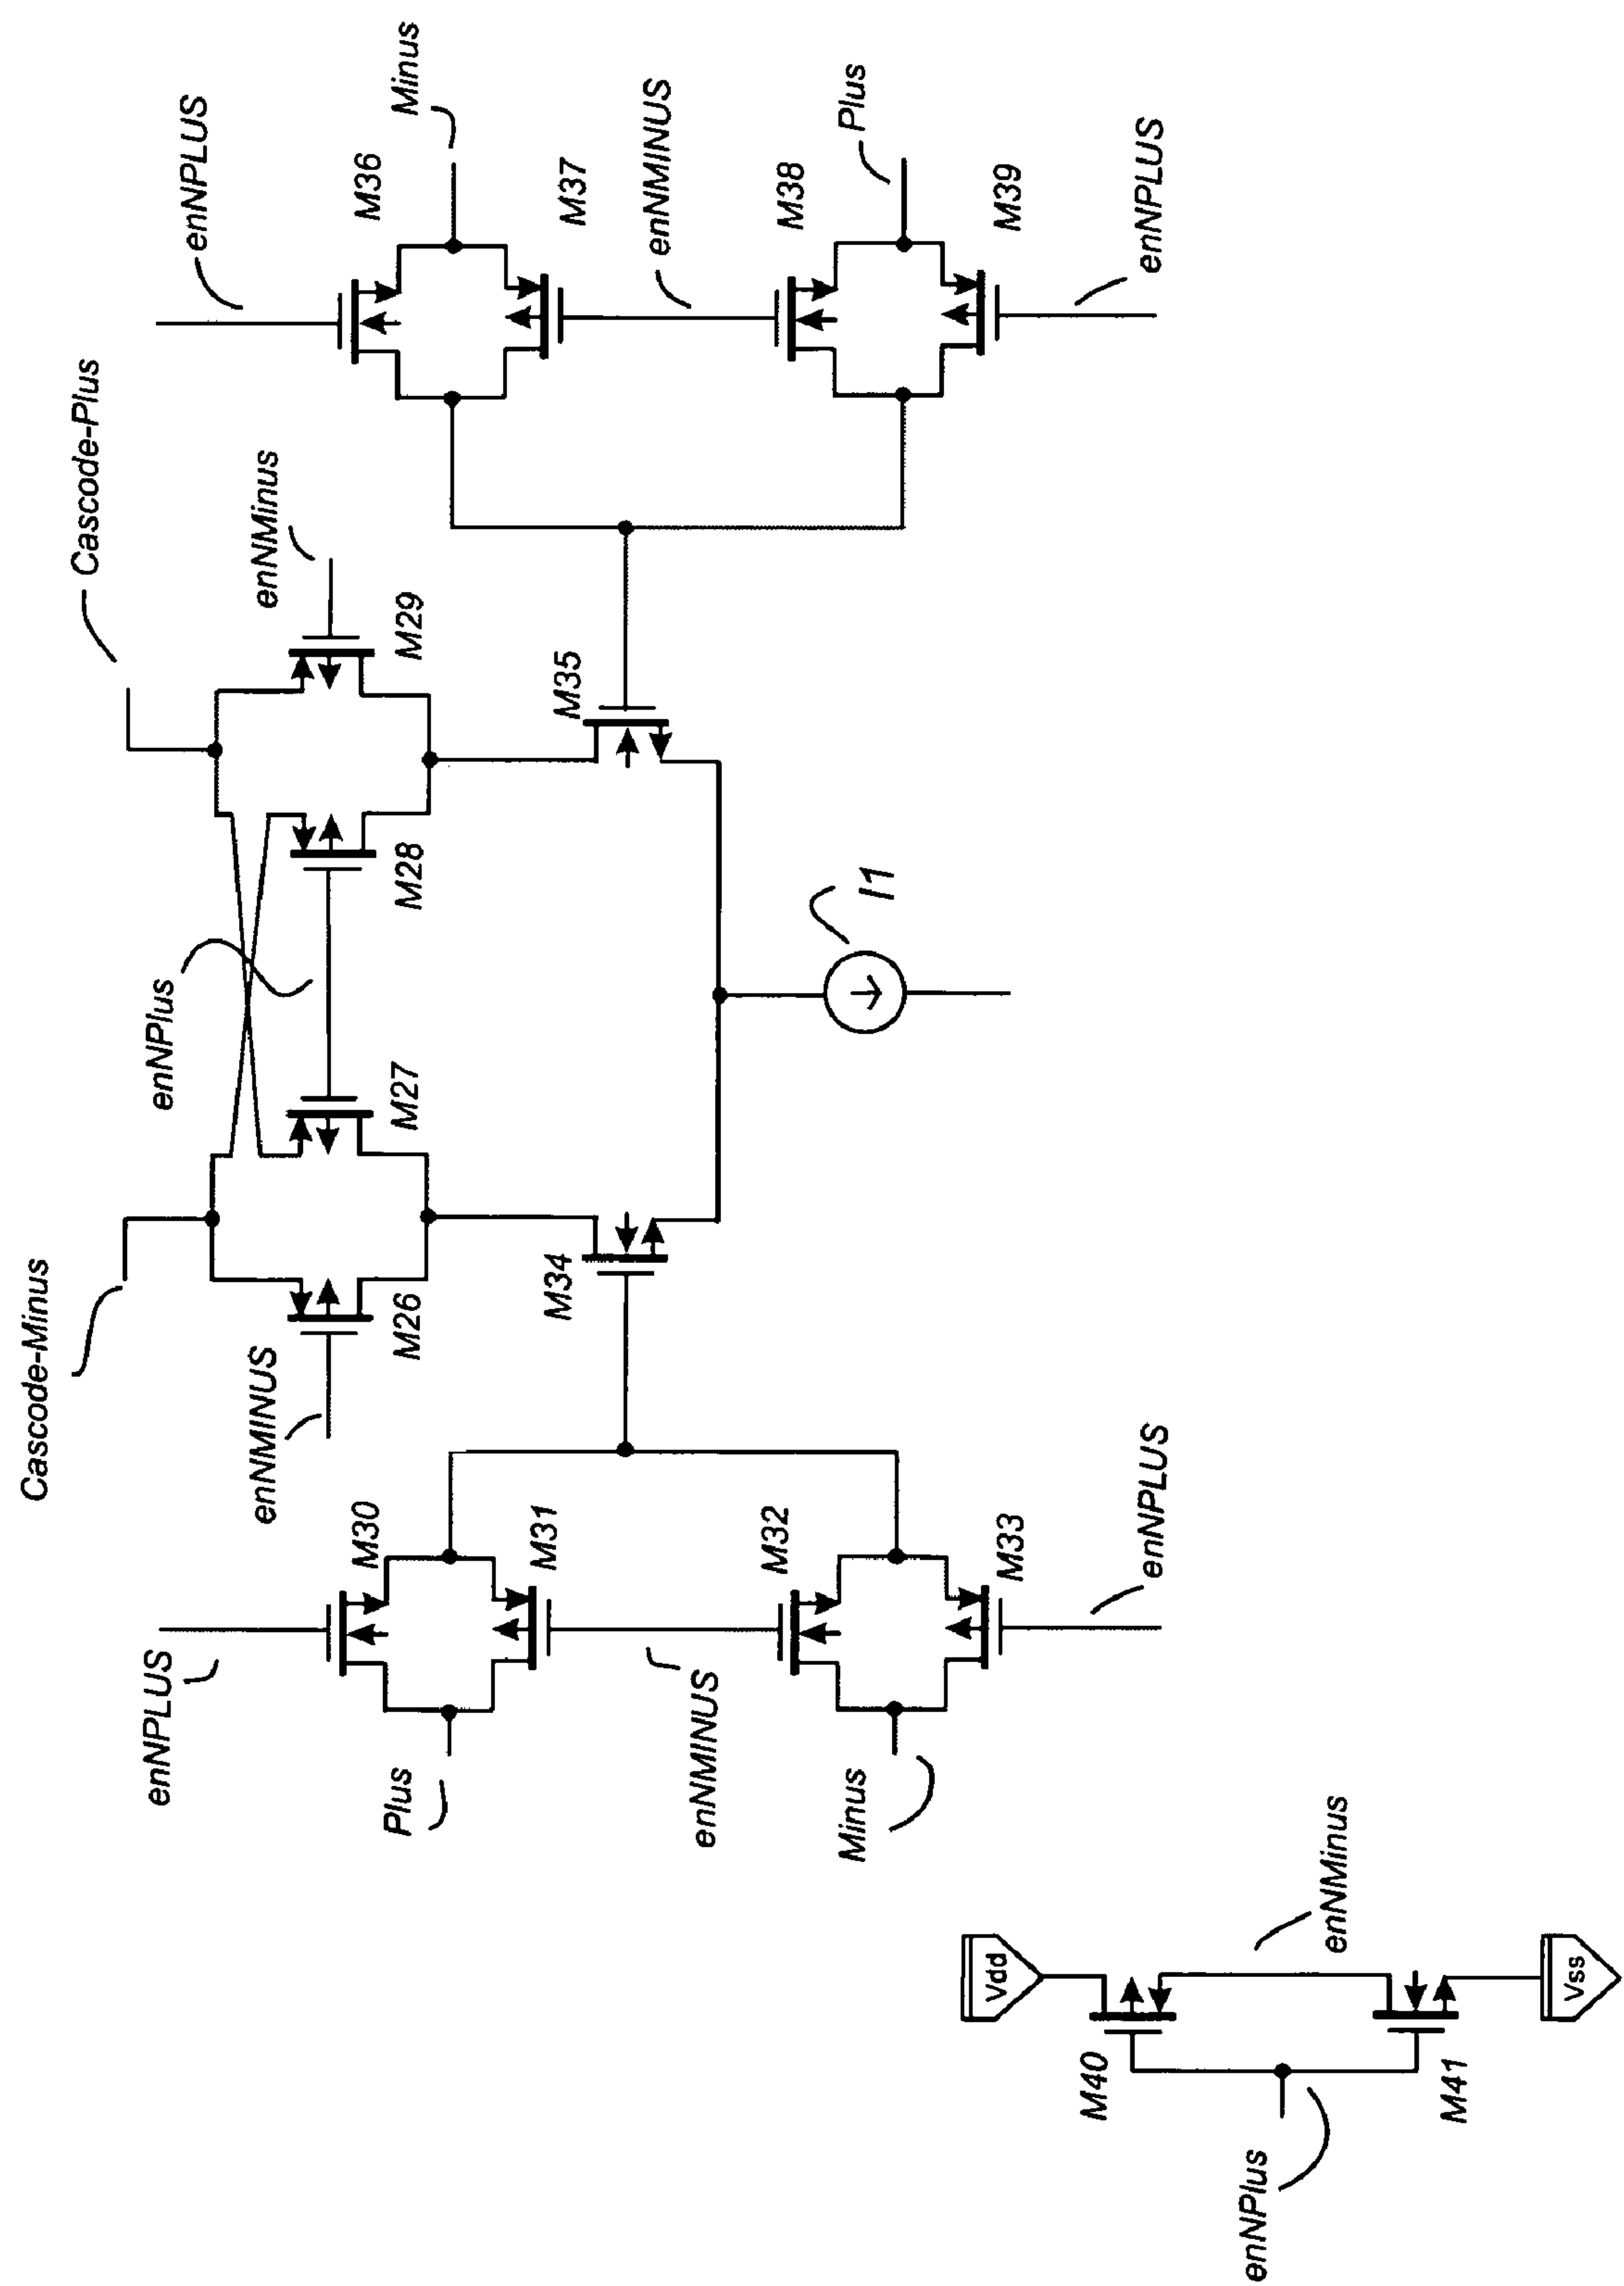 Cascode-Minus
Cascode-Plus
enNPLUS
Plus
M30
M31
enNMINUS
Minus
M32
M33
enNPLUS
enNMINUS
M26
M27
enNPlus
M28
M29
enNMinus
M34
M35
I1
enNPLUS
Minus
M36
M37
enNMINUS
Plus
M38
M39
enNPLUS
Vdd
M40
enNPlus
enNMinus
M41
Vss